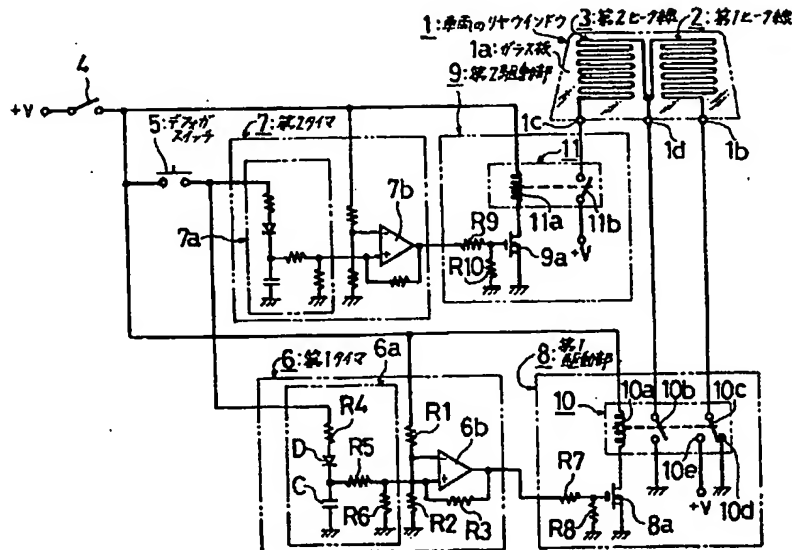 1:車両のリヤウインドウ
3:第2ヒータ線
2:第1ヒータ線
1a:ガラス板
9:第2駆動部
4
+V
5:デフォガスイッチ
7:第2タイマ
1c
1d
1b
11
7b
7a
11a
11b
R9
R10
9a
+V
6:第1タイマ
6a
8:第1駆動部
R4
R1
10a
10b
10c
10
D
R5
6b
C
R7
10e
10d
R6
R2
R3
R8
8a
+V